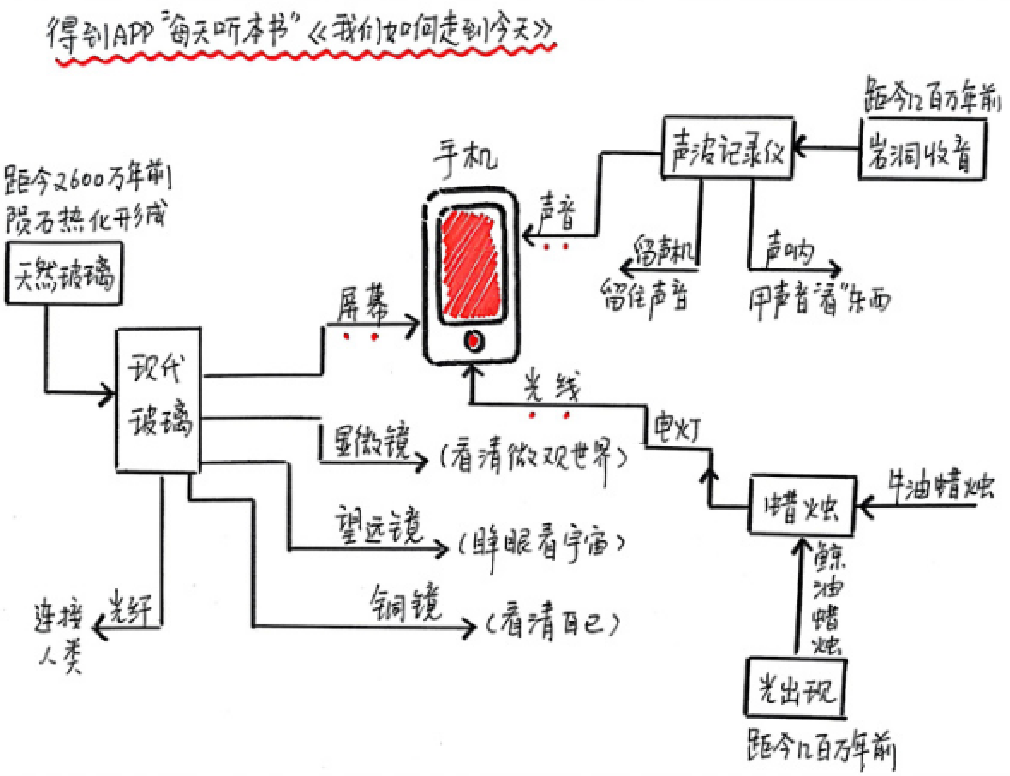 得到APP"每天听本书"《我们如何走到今天》
距今几百万年前
岩洞收音
声波记录仪
手机
声音
留声机
留住声音
声呐
用声音"看"东西
距今2600万年前
陨石热化形成
天然玻璃
屏幕
现代
玻璃
光线
电灯
显微镜
(看清微观世界)
蜡烛
牛油蜡烛
望远镜
(睁眼看宇宙)
鲸油蜡烛
铜镜
(看清自己)
光纤
连接
人类
光出现
距今几百万年前